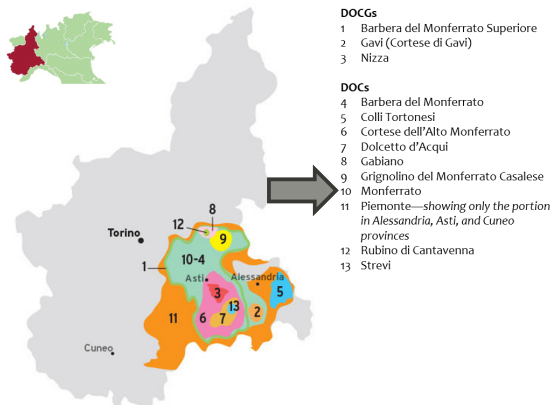 DOCGs
1 Barbera del Monferrato Superiore
2 Gavi (Cortese di Gavi)
3 Nizza
DOCs
4 Barbera del Monferrato
5 Colli Tortonesi
6 Cortese dell'Alto Monferrato
7 Dolcetto d'Acqui
8 Gabiano
9 Grignolino del Monferrato Casalese
10 Monferrato
11 Piemonte—showing only the portion
in Alessandria, Asti, and Cuneo
provinces
12 Rubino di Cantavenna
13 Strevi
8
12
Torino
9
10-4
1
Asti
Alessandria
3
5
13
11
6
7
2
Cuneo